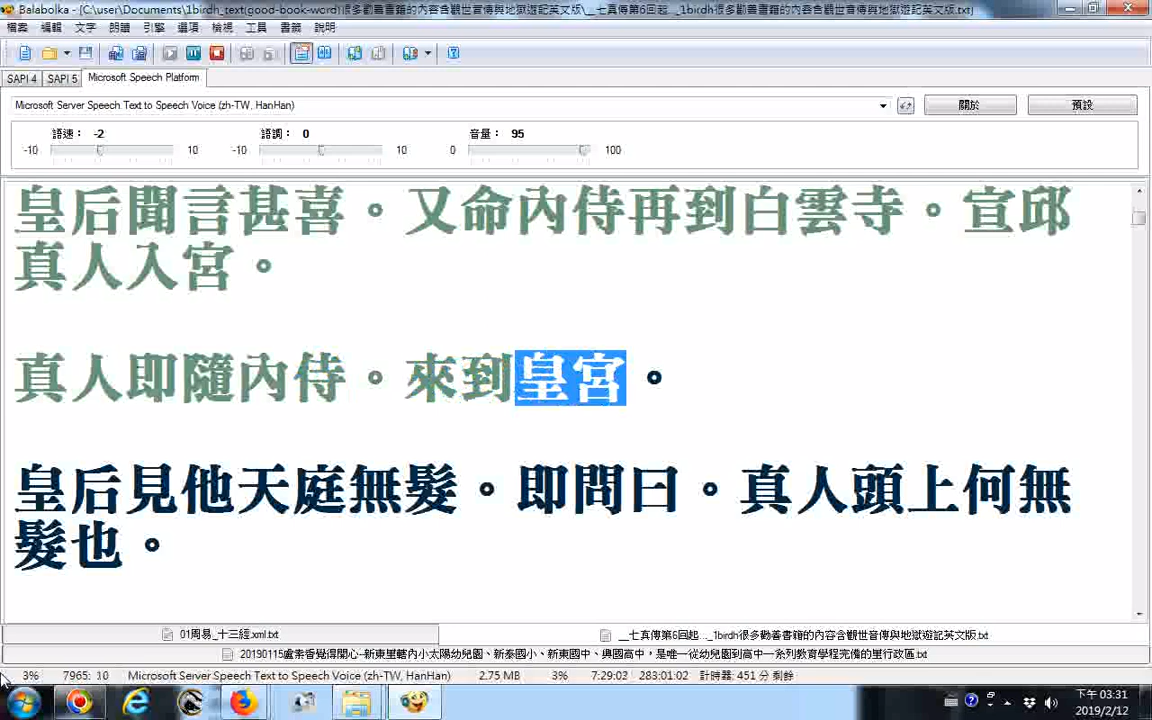 Balabolka - [C:\user\Documents\1birdh_text(good-book-word)很多勸善書籍的內容含觀世音傳與地獄遊記英文版\__七真傳第6回起..._1birdh很多勸善書籍的內容含觀世音傳與地獄遊記英文版.txt]
檔案 編輯 文字 朗讀 引擎 選項 檢視 工具 書籤 說明
SAPI 4 SAPI 5 Microsoft Speech Platform
Microsoft Server Speech Text to Speech Voice (zh-TW, HanHan) 關於 預設
語速： -2 語調： 0 音量： 95
-10 10 -10 10 0 100
皇后聞言甚喜。又命內侍再到白雲寺。宣邱
真人入宮。
真人即隨內侍。來到皇宮。
皇后見他天庭無髮。即問曰。真人頭上何無
髮也。
01周易_十三經.xml.txt __七真傳第6回起..._1birdh很多勸善書籍的內容含觀世音傳與地獄遊記英文版.txt
20190115盧素香覺得開心-新東里轄內小太陽幼兒園、新泰國小、新東國中、興國高中，是唯一從幼兒園到高中一系列教育學程完備的里行政區.txt
3% 7965: 10 Microsoft Server Speech Text to Speech Voice (zh-TW, HanHan) 2.75 MB 3% 7:29:03 283:01:02 計時器: 451 分 剩餘
下午 03:31
2019/2/12